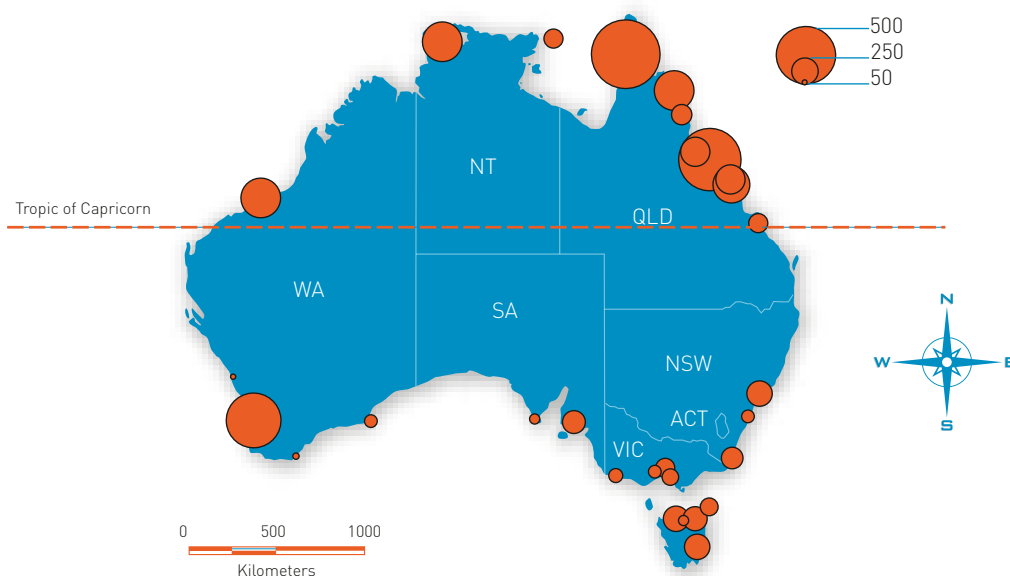 500
250
50
NT
Tropic of Capricorn
QLD
WA
SA
N
W
E
S
NSW
ACT
VIC
0 500 1000
Kilometers